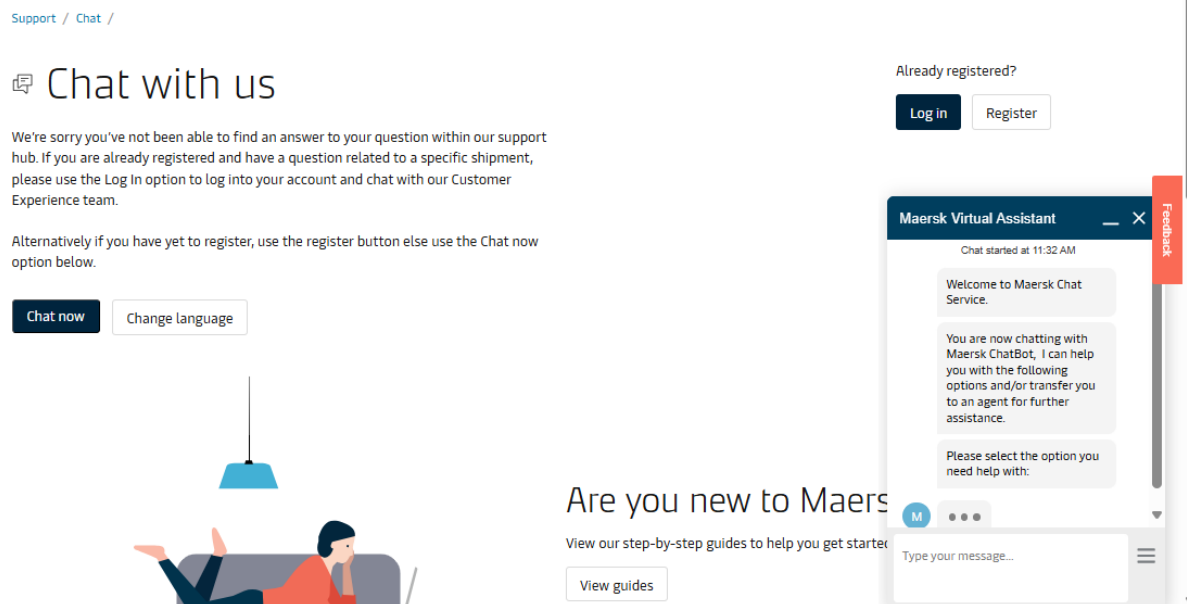 Support / Chat /
Chat with us
We're sorry you've not been able to find an answer to your question within our support
hub. If you are already registered and have a question related to a specific shipment,
please use the Log In option to log into your account and chat with our Customer
Experience team.
Alternatively if you have yet to register, use the register button else use the Chat now
option below.
Chat now
Change language
Already registered?
Log in
Register
Feedback
Are you new to Maers
View our step-by-step guides to help you get started
View guides
Maersk Virtual Assistant
Chat started at 11:32 AM
Welcome to Maersk Chat
Service.
You are now chatting with
Maersk ChatBot, I can help
you with the following
options and/or transfer you
to an agent for further
assistance.
Please select the option you
need help with:
M
Type your message...